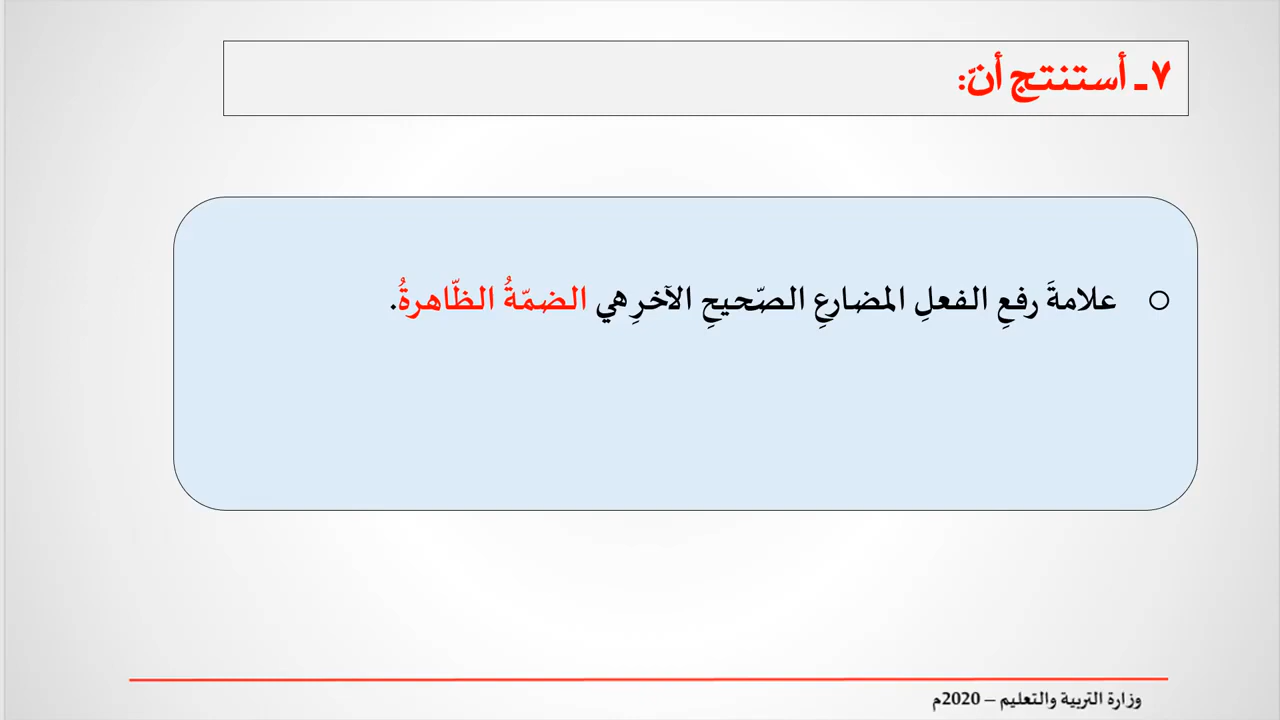 ٧ـ أستنتج أنّ:
○ علامةَ رفعِ الفعلِ المضارعِ الصّحيحِ الآخرِ هي الضمّةُ الظّاهرةُ.
وزارة التربية والتعليم – 2020م